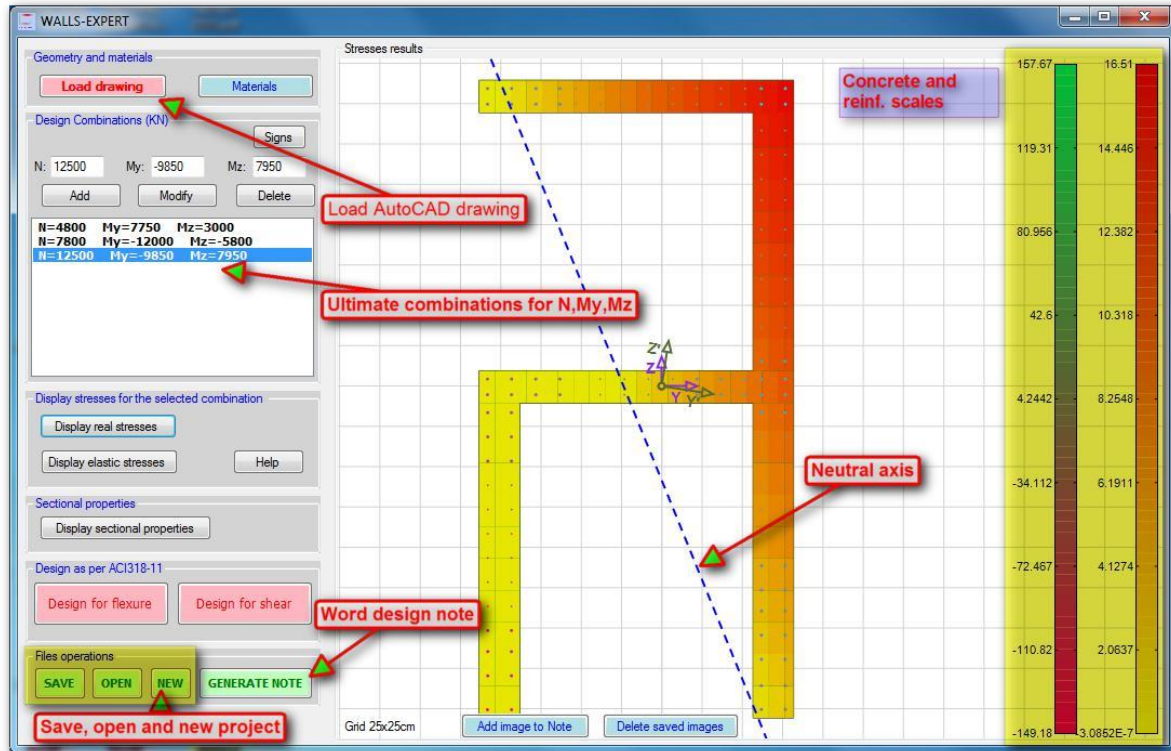 WALLS-EXPERT
Geometry and materials
Load drawing
Materials
Design Combinations (KN)
Signs
N: 12500 My: -9850 Mz: 7950
Add
Modify
Delete
N=4800 My=7750 Mz=3000
N=7800 My=-12000 Mz=-5800
N=12500 My=-9850 Mz=7950
Display stresses for the selected combination
Display real stresses
Display elastic stresses
Help
Sectional properties
Display sectional properties
Design as per ACI318-11
Design for flexure
Design for shear
Files operations
SAVE
OPEN
NEW
GENERATE NOTE
Save, open and new project
Stresses results
Load AutoCAD drawing
Ultimate combinations for N,My,Mz
Word design note
Z'
Z
Y
Y'
Neutral axis
Grid 25x25cm
Add image to Note
Delete saved images
Concrete and
reinf. scales
157.67
119.31
80.956
42.6
4.2442
-34.112
-72.467
-110.82
-149.18
16.51
14.446
12.382
10.318
8.2548
6.1911
4.1274
2.0637
-3.0852E-7